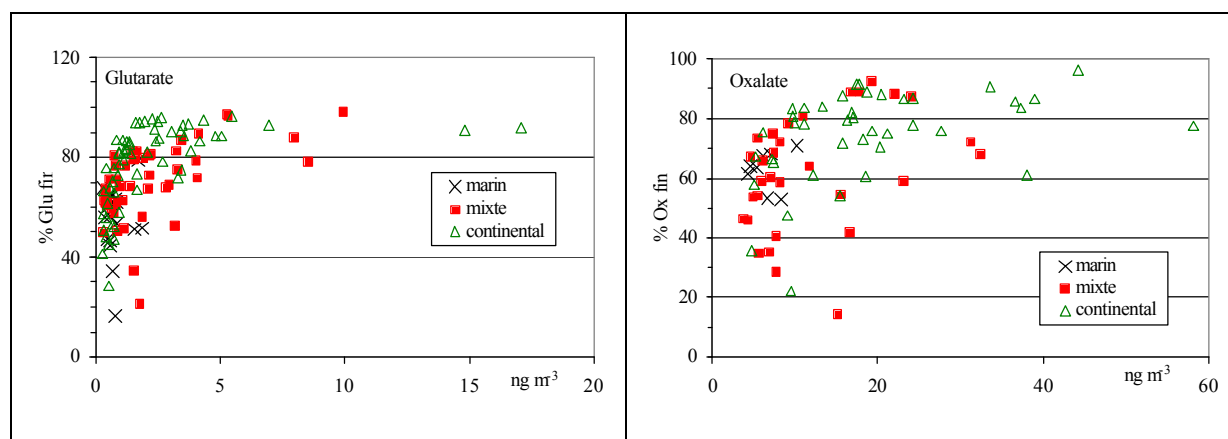 Glutarate
120
80
40
0
% Glu fir
0 5 10 15 20
ng m-3
marin
mixte
continental
Oxalate
100
80
60
40
20
0
% Ox fin
0 20 40 60
ng m-3
marin
mixte
continental